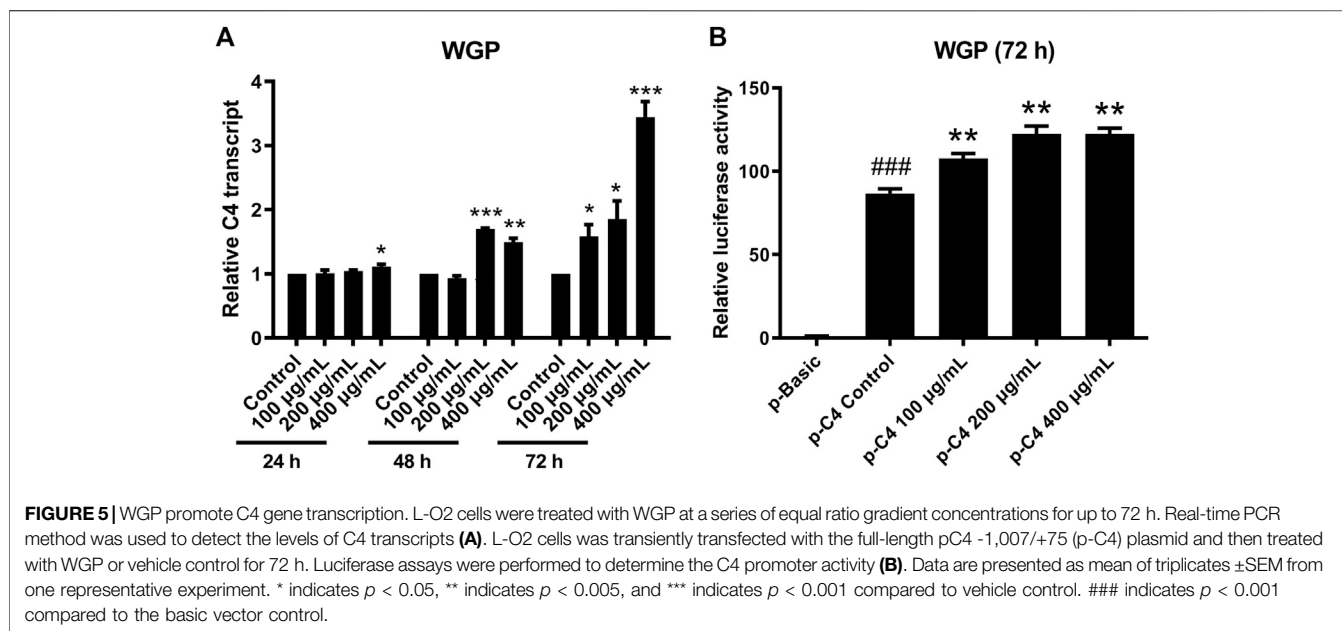 A
WGP
Relative C4 transcript
4
3
2
1
0
*
***
**
*
*
***
Control
100 µg/mL
200 µg/mL
400 µg/mL
Control
100 µg/mL
200 µg/mL
400 µg/mL
Control
100 µg/mL
200 µg/mL
400 µg/mL
24 h
48 h
72 h
B
WGP (72 h)
Relative luciferase activity
150
100
50
0
###
**
**
**
p-Basic
p-C4 Control
p-C4 100 µg/mL
p-C4 200 µg/mL
p-C4 400 µg/mL
FIGURE 5 | WGP promote C4 gene transcription. L-O2 cells were treated with WGP at a series of equal ratio gradient concentrations for up to 72 h. Real-time PCR
method was used to detect the levels of C4 transcripts (A). L-O2 cells was transiently transfected with the full-length pC4 -1,007/+75 (p-C4) plasmid and then treated
with WGP or vehicle control for 72 h. Luciferase assays were performed to determine the C4 promoter activity (B). Data are presented as mean of triplicates ±SEM from
one representative experiment. * indicates p < 0.05, ** indicates p < 0.005, and *** indicates p < 0.001 compared to vehicle control. ### indicates p < 0.001
compared to the basic vector control.